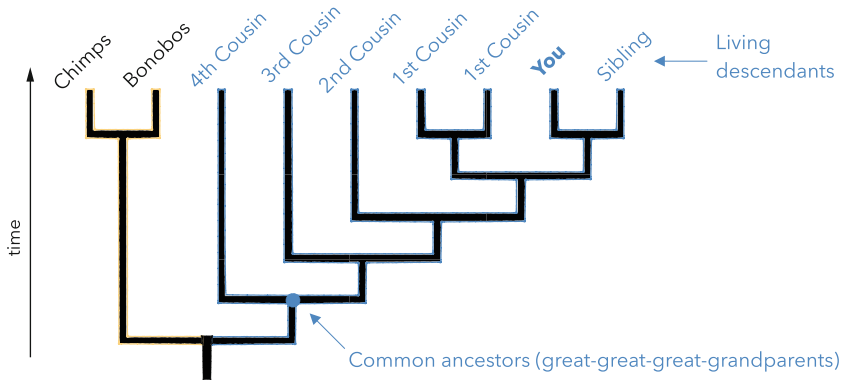 Chimps
Bonobos
4th Cousin
3rd Cousin
2nd Cousin
1st Cousin
1st Cousin
You
Sibling
Living
descendants
time
Common ancestors (great-great-great-grandparents)